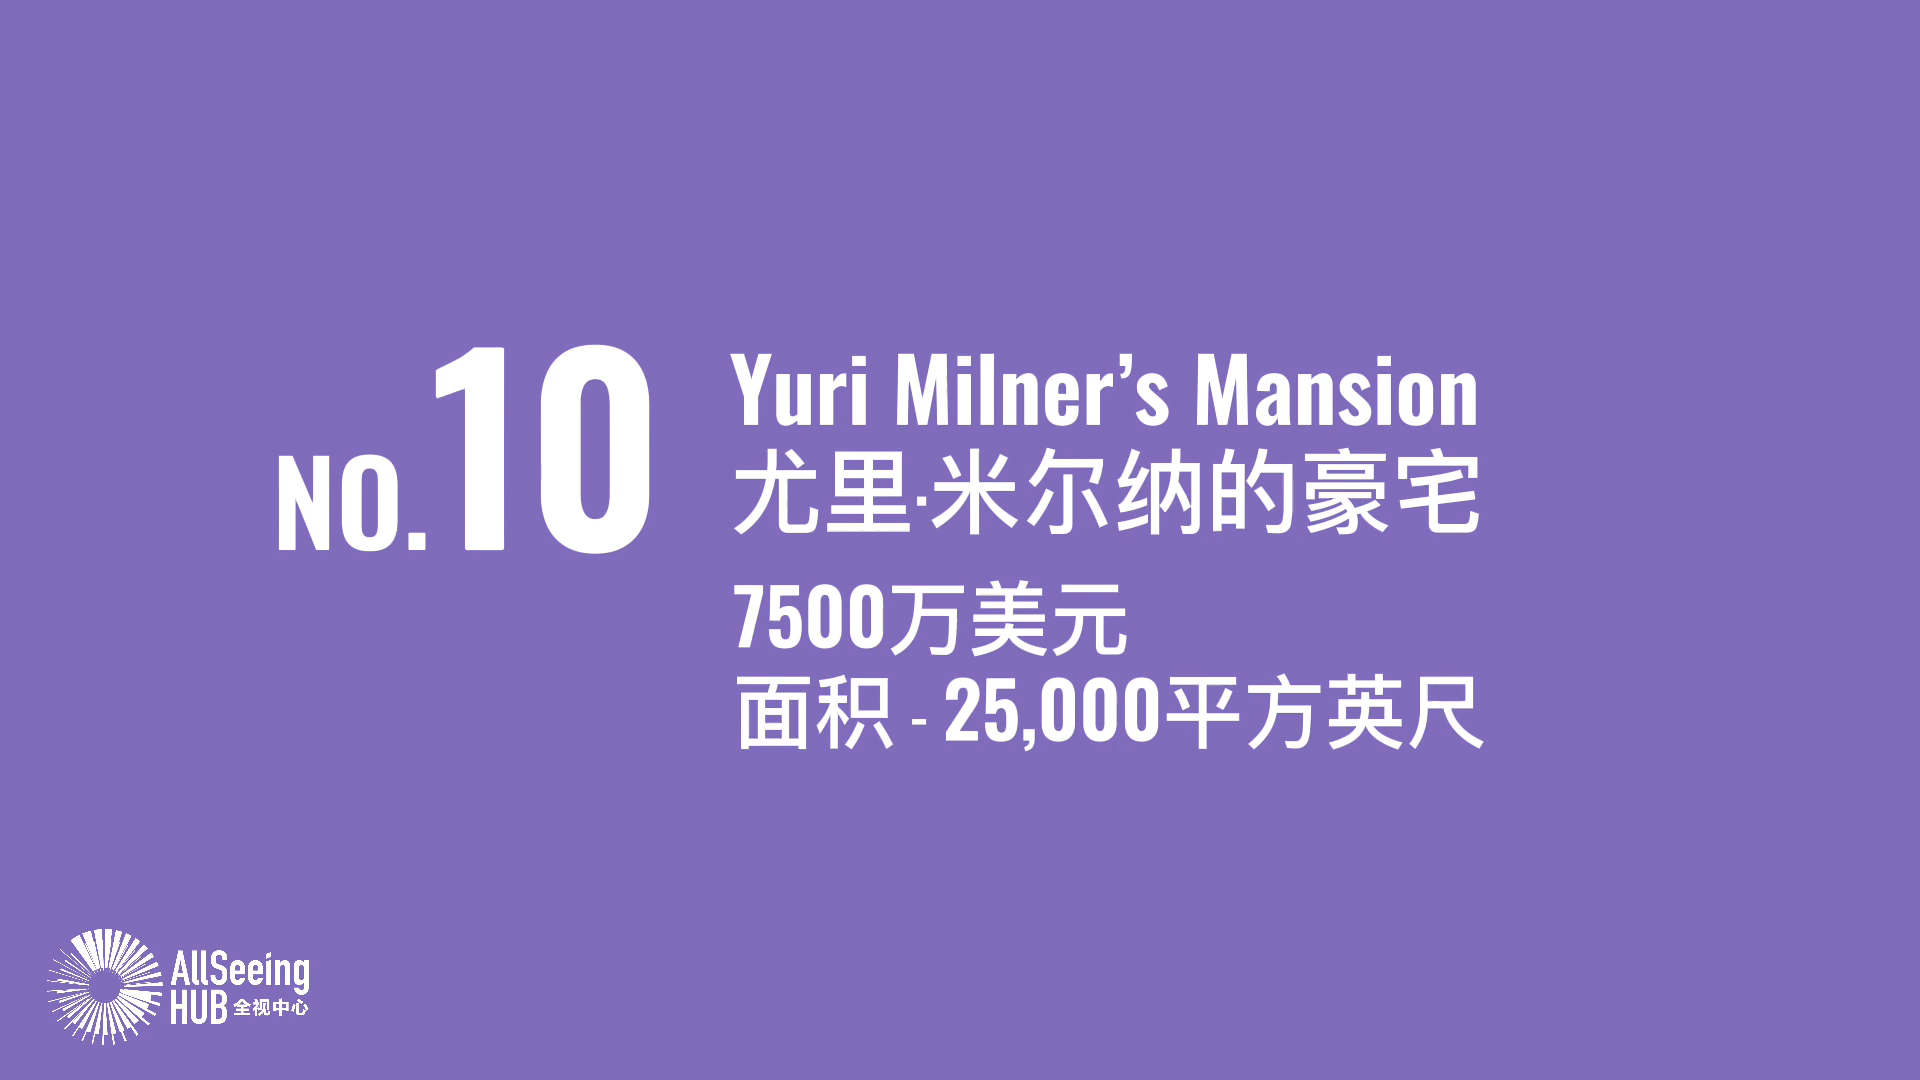 NO.10
Yuri Milner’s Mansion
尤里·米尔纳的豪宅
7500万美元
面积 - 25,000平方英尺
AllSeeing
HUB 全视中心